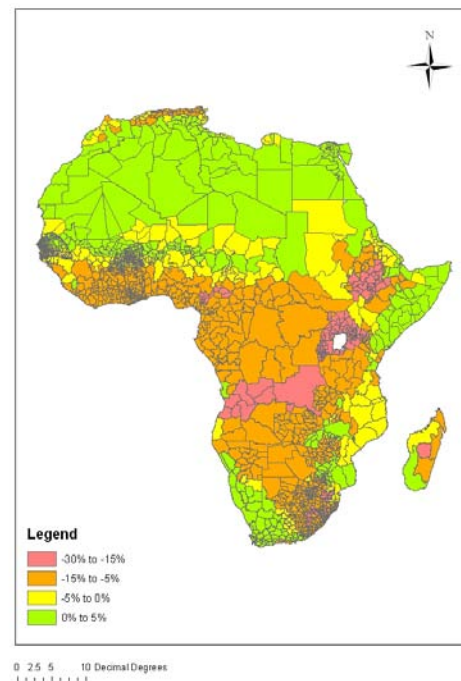 N
Legend
-30% to -15%
-15% to -5%
-5% to 0%
0% to 5%
0 2.5 5 10 Decimal Degrees